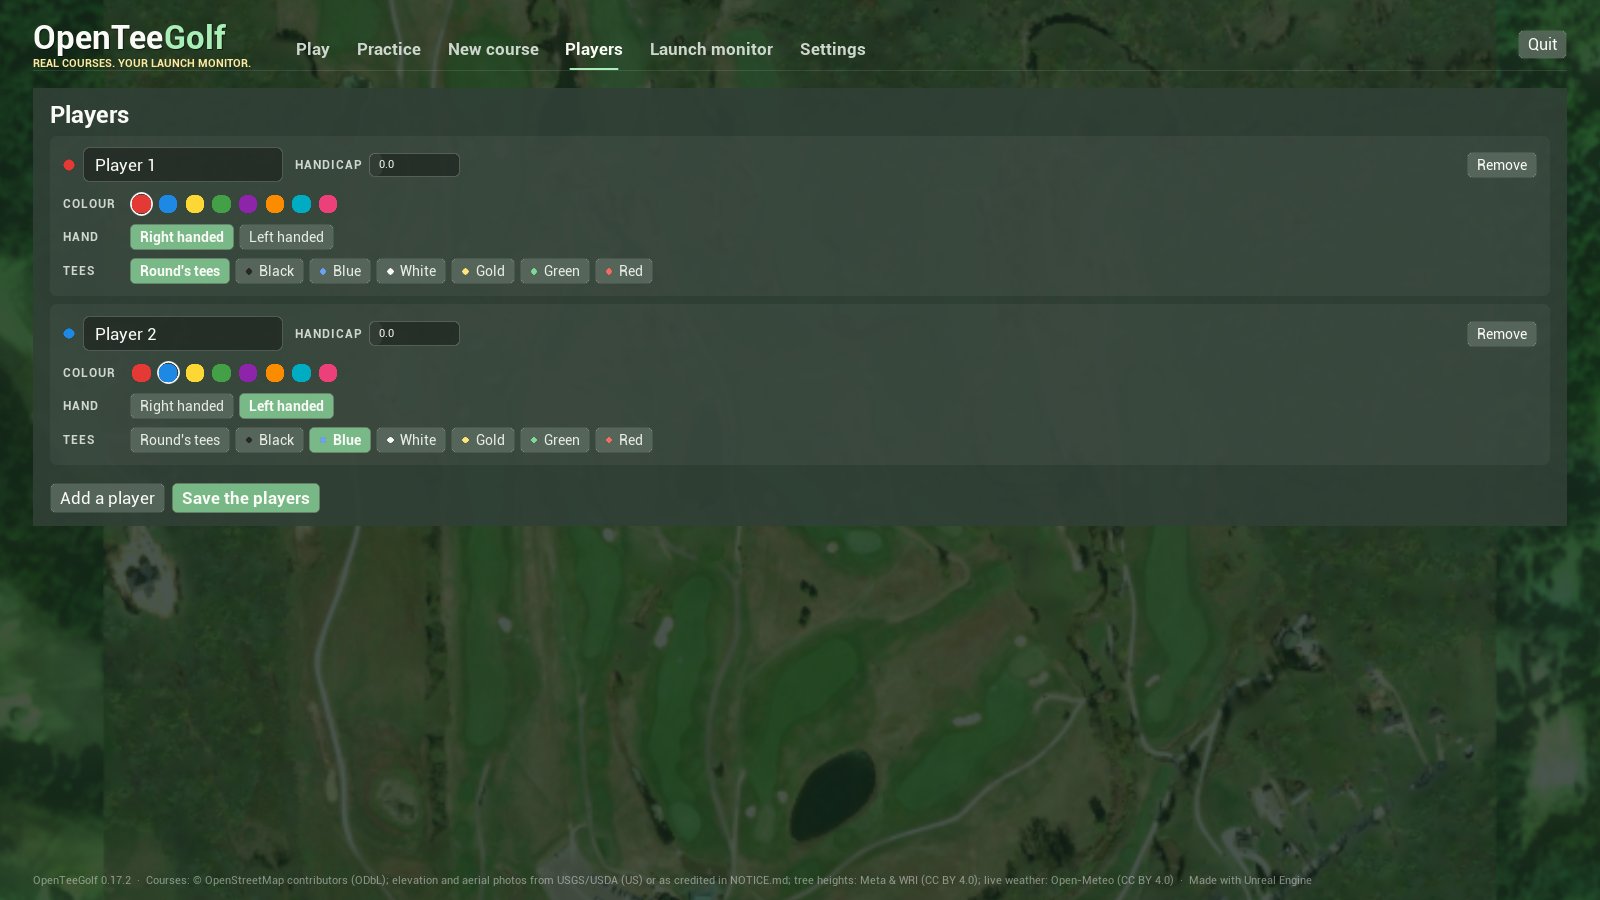 OpenTeeGolf
REAL COURSES. YOUR LAUNCH MONITOR.
Play Practice New course Players Launch monitor Settings
Quit
Players
Player 1 HANDICAP 0.0 Remove
COLOUR
HAND Right handed Left handed
TEES Round's tees Black Blue White Gold Green Red
Player 2 HANDICAP 0.0 Remove
COLOUR
HAND Right handed Left handed
TEES Round's tees Black Blue White Gold Green Red
Add a player Save the players
OpenTeeGolf 0.17.2 · Courses: © OpenStreetMap contributors (ODbL); elevation and aerial photos from USGS/USDA (US) or as credited in NOTICE.md; tree heights: Meta & WRI (CC BY 4.0); live weather: Open-Meteo (CC BY 4.0) · Made with Unreal Engine